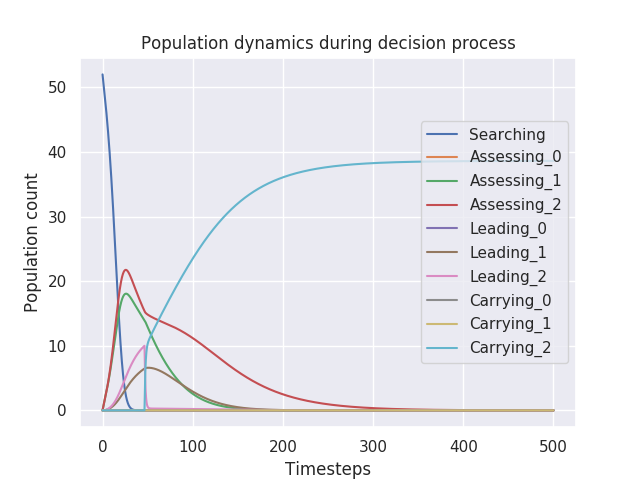 Population dynamics during decision process
Population count
50
40
30
20
10
0
Searching
Assessing_0
Assessing_1
Assessing_2
Leading_0
Leading_1
Leading_2
Carrying_0
Carrying_1
Carrying_2
0 100 200 300 400 500
Timesteps